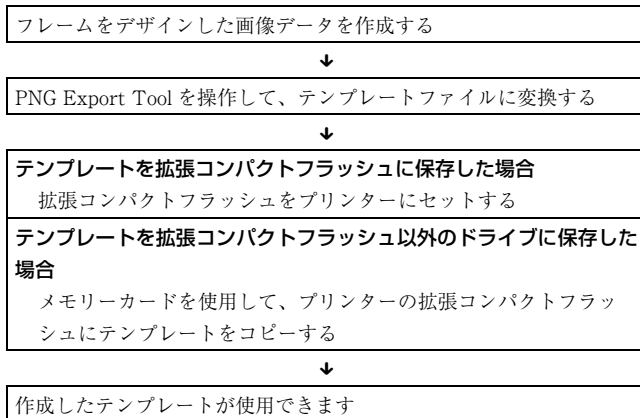 フレームをデザインした画像データを作成する
↓
PNG Export Tool を操作して、テンプレートファイルに変換する
↓
テンプレートを拡張コンパクトフラッシュに保存した場合
拡張コンパクトフラッシュをプリンターにセットする
テンプレートを拡張コンパクトフラッシュ以外のドライブに保存した
場合
メモリーカードを使用して、プリンターの拡張コンパクトフラッ
シュにテンプレートをコピーする
↓
作成したテンプレートが使用できます